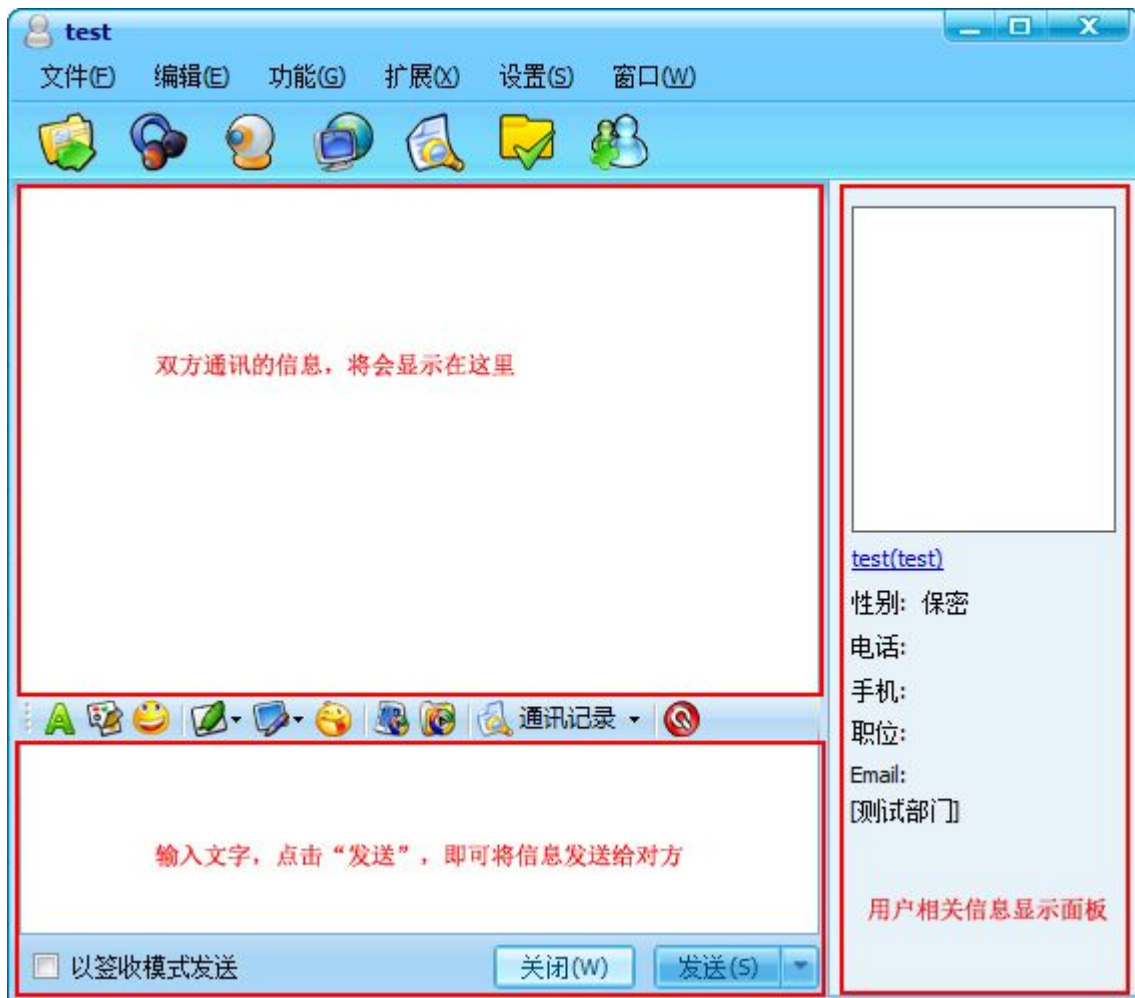 test
文件(F) 编辑(E) 功能(G) 扩展(X) 设置(S) 窗口(W)
双方通讯的信息，将会显示在这里
test(test)
性别: 保密
电话:
手机:
职位:
Email:
[测试部门]
用户相关信息显示面板
通讯记录
输入文字，点击“发送”，即可将信息发送给对方
以签收模式发送 关闭(W) 发送(S)